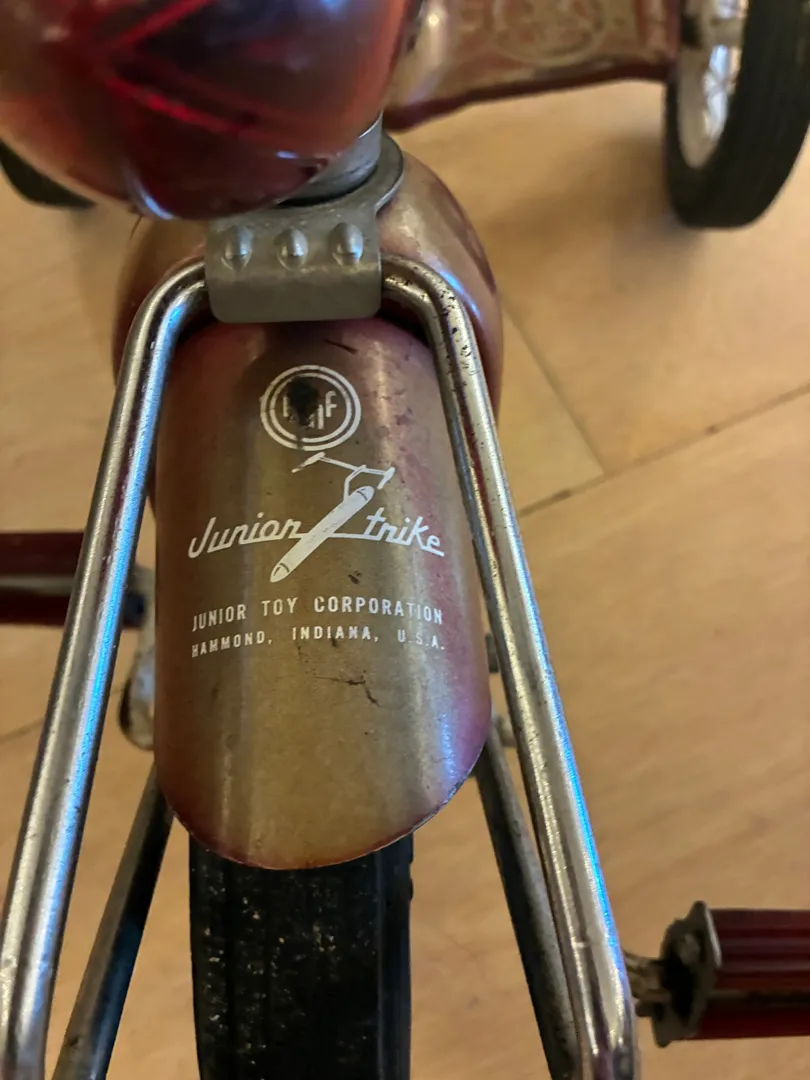 Junior trike
JUNIOR TOY CORPORATION
HAMMOND, INDIANA, U.S.A.